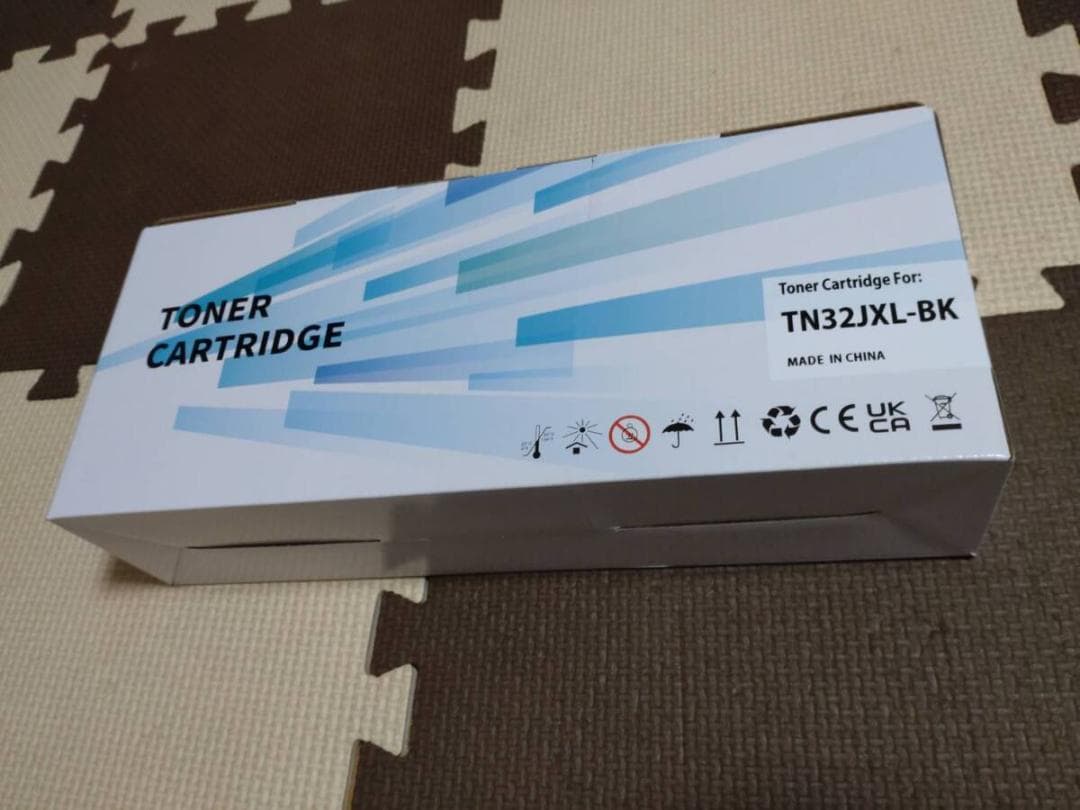 TONER
CARTRIDGE
Toner Cartridge For:
TN32JXL-BK
MADE IN CHINA
CE
UK
CA